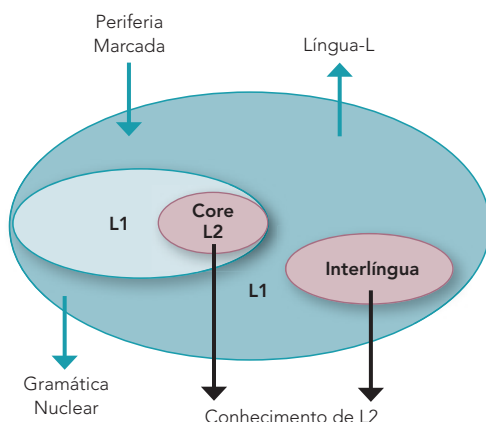 Periferia
Marcada
Língua-L
L1
Core
L2
Interlíngua
L1
Gramática
Nuclear
Conhecimento de L2